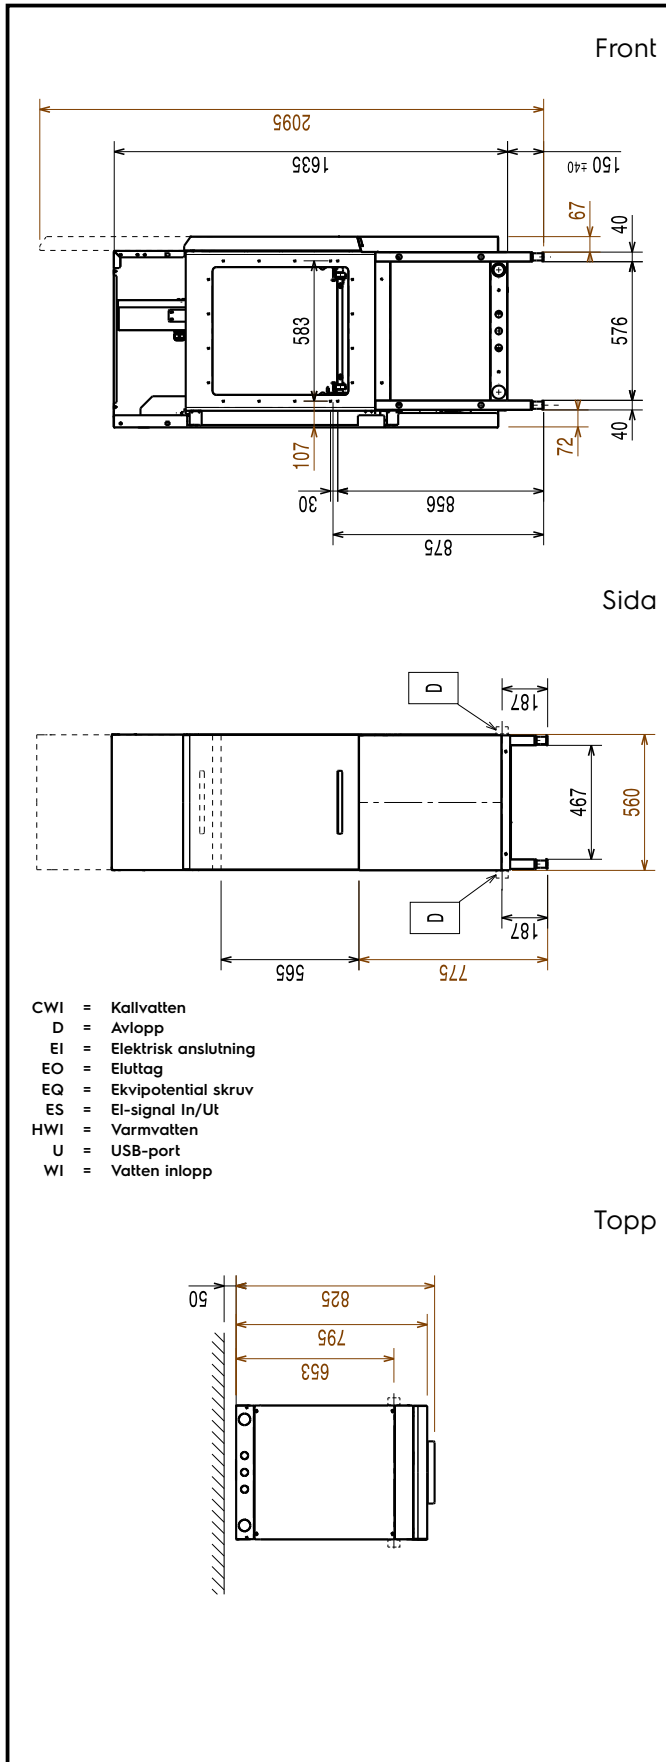 Front
2095
1635
150 ±40
67
40
583
576
107
72
40
30
856
875
Sida
D
187
467
560
D
187
565
775
CWI = Kallvatten
D = Avlopp
EI = Elektrisk anslutning
EO = Eluttag
EQ = Ekvipotential skruv
ES = El-signal In/Ut
HWI = Varmvatten
U = USB-port
WI = Vatten inlopp
Topp
50
825
795
653